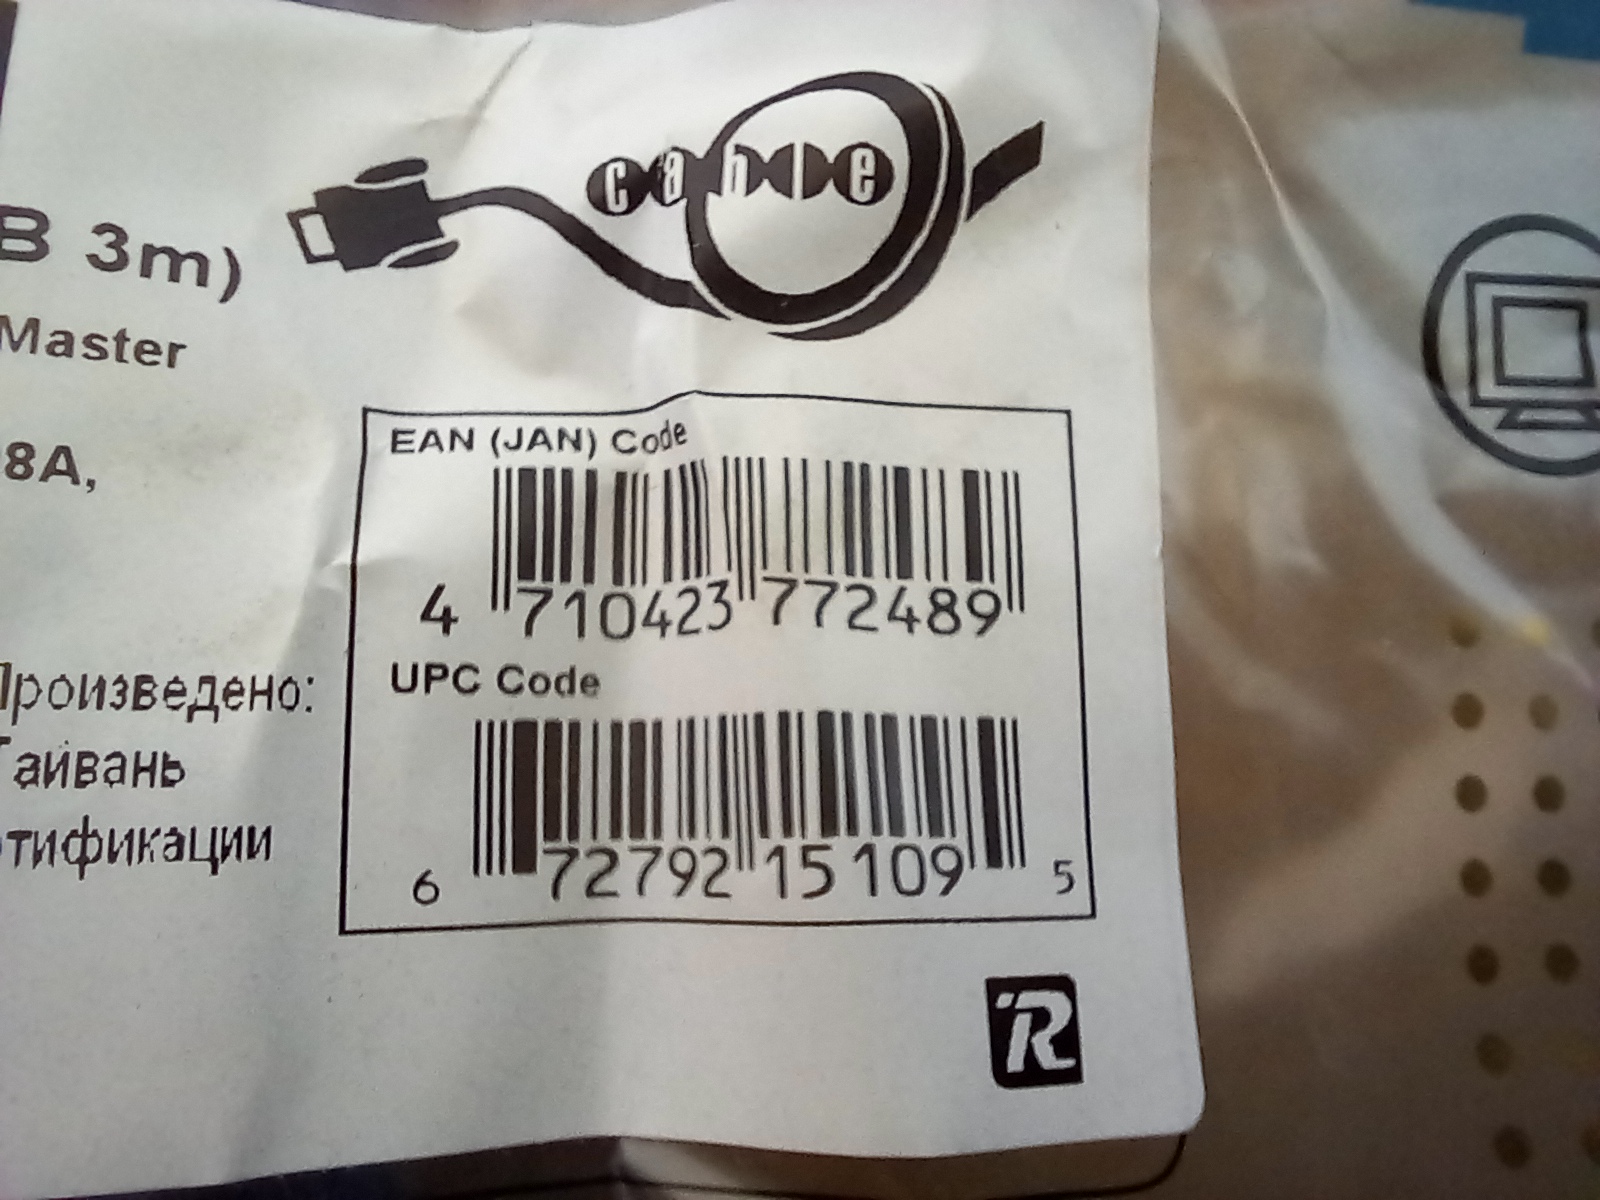 cable
B 3m)
Master
8A,
EAN (JAN) Code
4 710423 772489
UPC Code
6 72792 15109 5
Произведено:
Тайвань
тификации
R